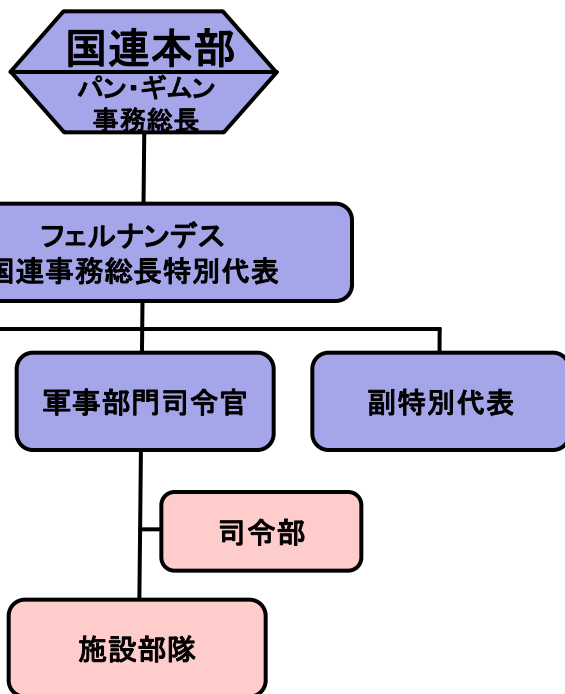 国連本部
パン・ギムン
事務総長
フェルナンデス
国連事務総長特別代表
軍事部門司令官
副特別代表
司令部
施設部隊